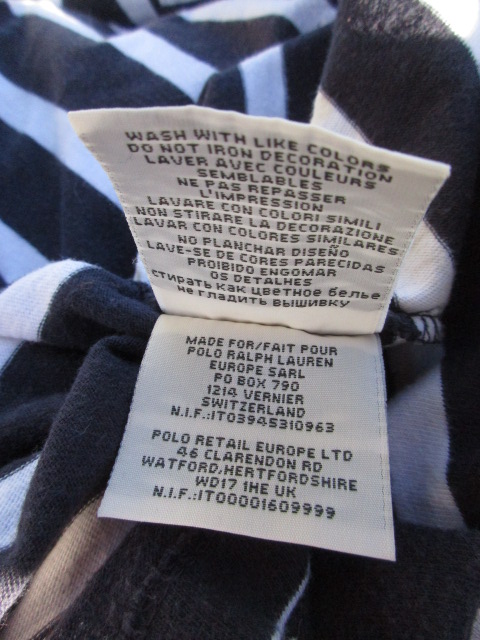 WASH WITH LIKE COLORS
DO NOT IRON DECORATION
LAVER AVEC COULEURS
SEMBLABLES
NE PAS REPASSER
L'IMPRESSION
LAVARE CON COLORI SIMILI
NON STIRARE LA DECORAZIONE
LAVAR CON COLORES SIMILARES
NO PLANCHAR DISEÑO
LAVE-SE DE CORES PARECIDAS
PROIBIDO ENGOMAR
OS DETALHES
стирать как цветное белье
не гладить вышивку
MADE FOR/FAIT POUR
POLO RALPH LAUREN
EUROPE SARL
PO BOX 790
1214 VERNIER
SWITZERLAND
N.I.F.:IT03945310963
POLO RETAIL EUROPE LTD
46 CLARENDON RD
WATFORD,HERTFORDSHIRE
WD17 1HE UK
N.I.F.:IT00001609999